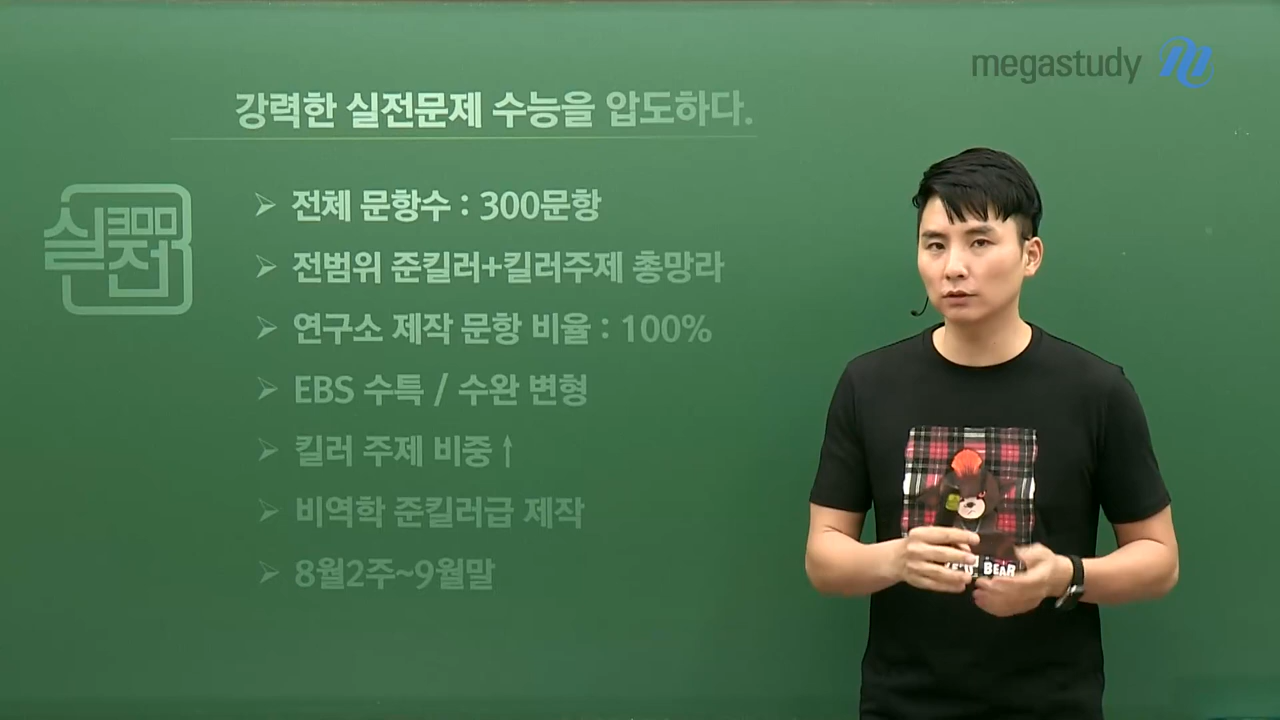 megastudy
강력한 실전문제 수능을 압도하다.
실전 300
➢ 전체 문항수 : 300문항
➢ 전범위 준킬러+킬러주제 총망라
➢ 연구소 제작 문항 비율 : 100%
➢ EBS 수특 / 수완 변형
➢ 킬러 주제 비중↑
➢ 비역학 준킬러급 제작
➢ 8월2주~9월말
BEAR